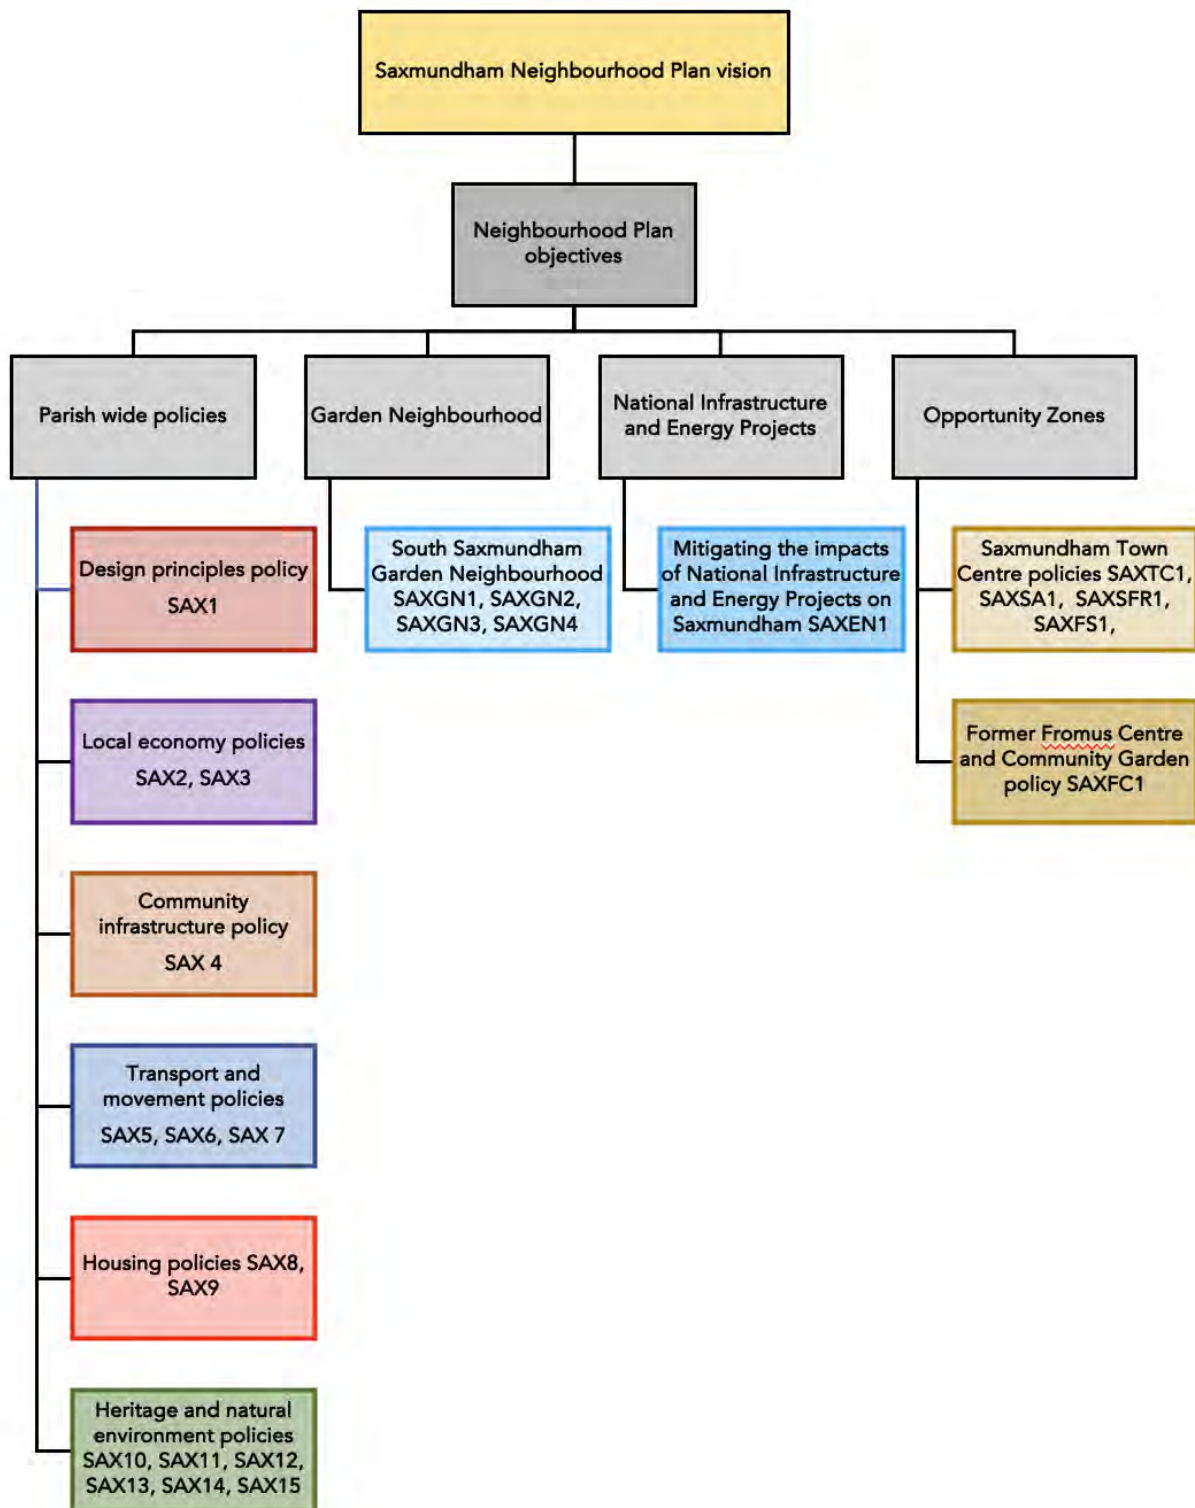 Saxmundham Neighbourhood Plan vision
Neighbourhood Plan
objectives
Parish wide policies
Garden Neighbourhood
National Infrastructure
and Energy Projects
Opportunity Zones
Design principles policy
SAX1
South Saxmundham
Garden Neighbourhood
SAXGN1, SAXGN2,
SAXGN3, SAXGN4
Mitigating the impacts
of National Infrastructure
and Energy Projects on
Saxmundham SAXEN1
Saxmundham Town
Centre policies SAXTC1,
SAXSA1, SAXSFR1,
SAXFS1,
Local economy policies
SAX2, SAX3
Former Fromus Centre
and Community Garden
policy SAXFC1
Community
infrastructure policy
SAX 4
Transport and
movement policies
SAX5, SAX6, SAX 7
Housing policies SAX8,
SAX9
Heritage and natural
environment policies
SAX10, SAX11, SAX12,
SAX13, SAX14, SAX15